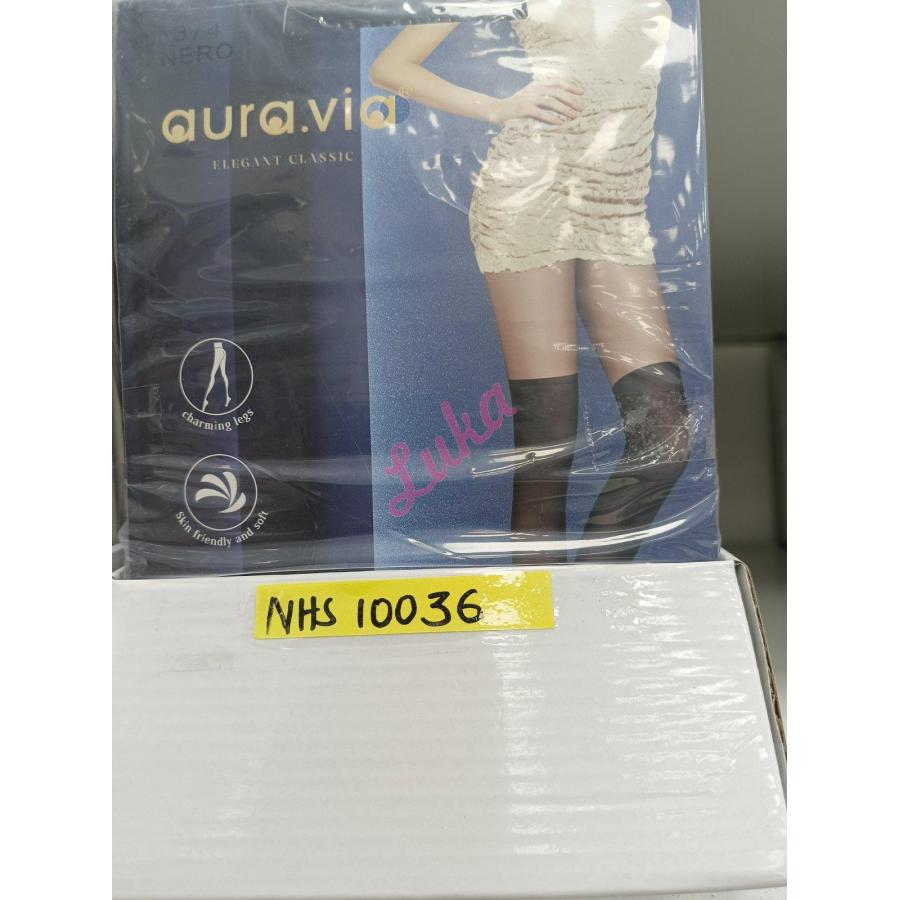 3/4
NERO
aura.via®
ELEGANT CLASSIC
charming legs
Luka
Skin friendly and soft
NHS 10036